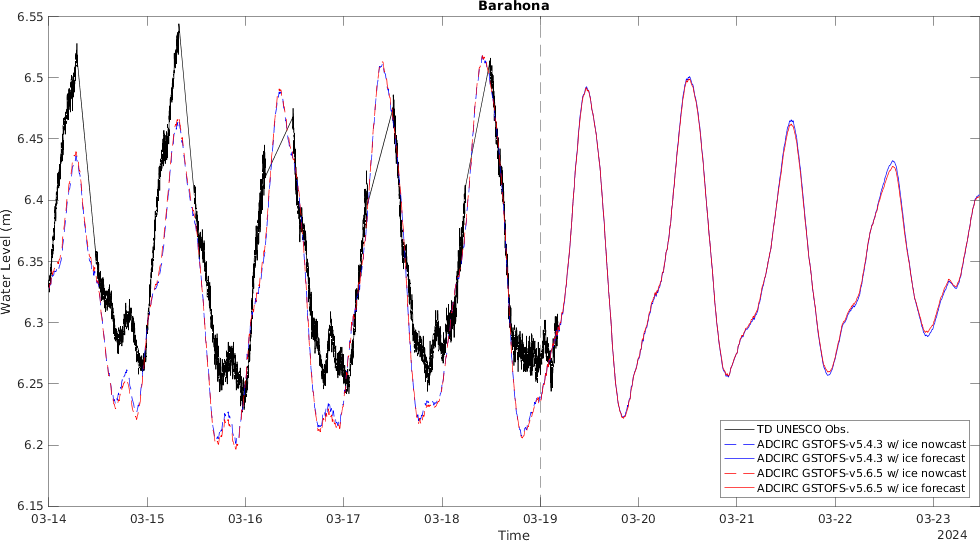 Barahona
6.55
6.5
6.45
6.4
6.35
6.3
6.25
6.2
6.15
Water Level (m)
03-14 03-15 03-16 03-17 03-18 03-19 03-20 03-21 03-22 03-23
Time
2024
TD UNESCO Obs.
ADCIRC GSTOFS-v5.4.3 w/ ice nowcast
ADCIRC GSTOFS-v5.4.3 w/ ice forecast
ADCIRC GSTOFS-v5.6.5 w/ ice nowcast
ADCIRC GSTOFS-v5.6.5 w/ ice forecast